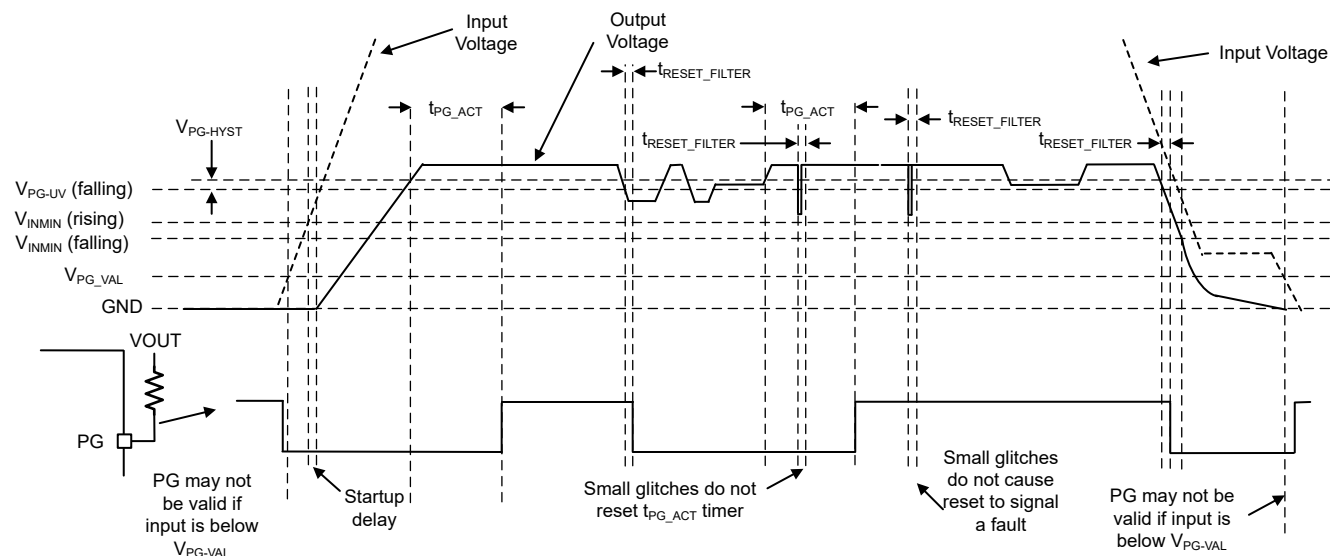 Input
Voltage
Output
Voltage
Input Voltage
tRESET_FILTER
tPG_ACT
tPG_ACT
tRESET_FILTER
tRESET_FILTER
tRESET_FILTER
VPG-HYST
VPG-UV (falling)
VINMIN (rising)
VINMIN (falling)
VPG_VAL
GND
VOUT
PG
PG may not
be valid if
input is below
VPG-VAL
Startup
delay
Small glitches do not
reset tPG_ACT timer
Small glitches
do not cause
reset to signal
a fault
PG may not be
valid if input is
below VPG-VAL